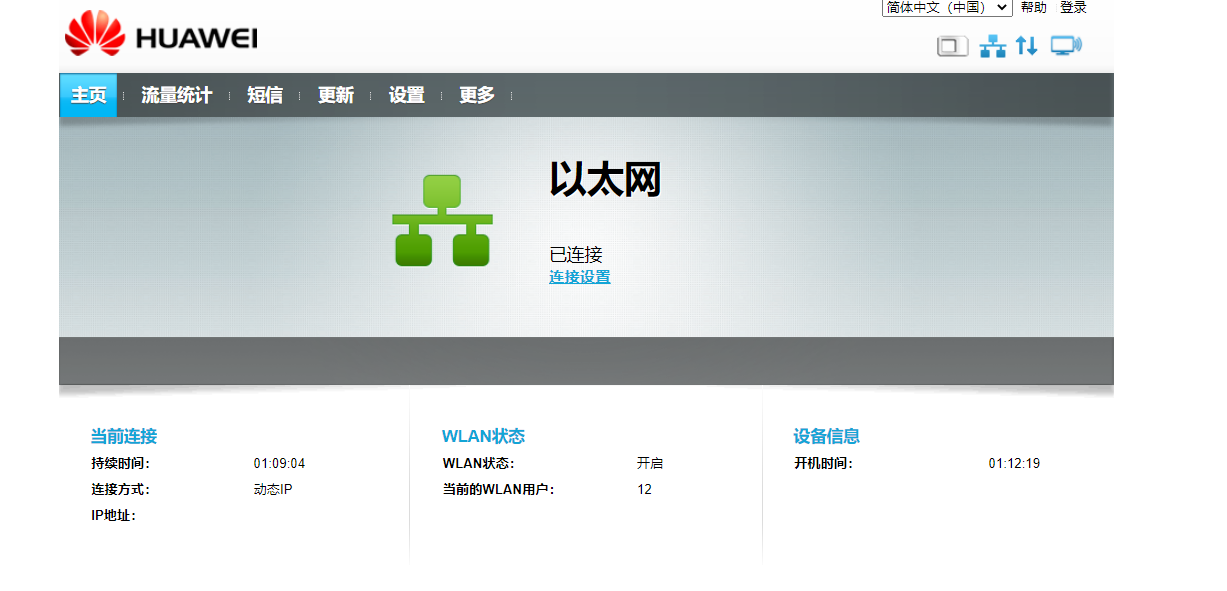 简体中文（中国） 帮助 登录
HUAWEI
主页 流量统计 短信 更新 设置 更多
以太网
已连接
连接设置
当前连接
持续时间： 01:09:04
连接方式： 动态IP
IP地址：
WLAN状态
WLAN状态： 开启
当前的WLAN用户： 12
设备信息
开机时间： 01:12:19